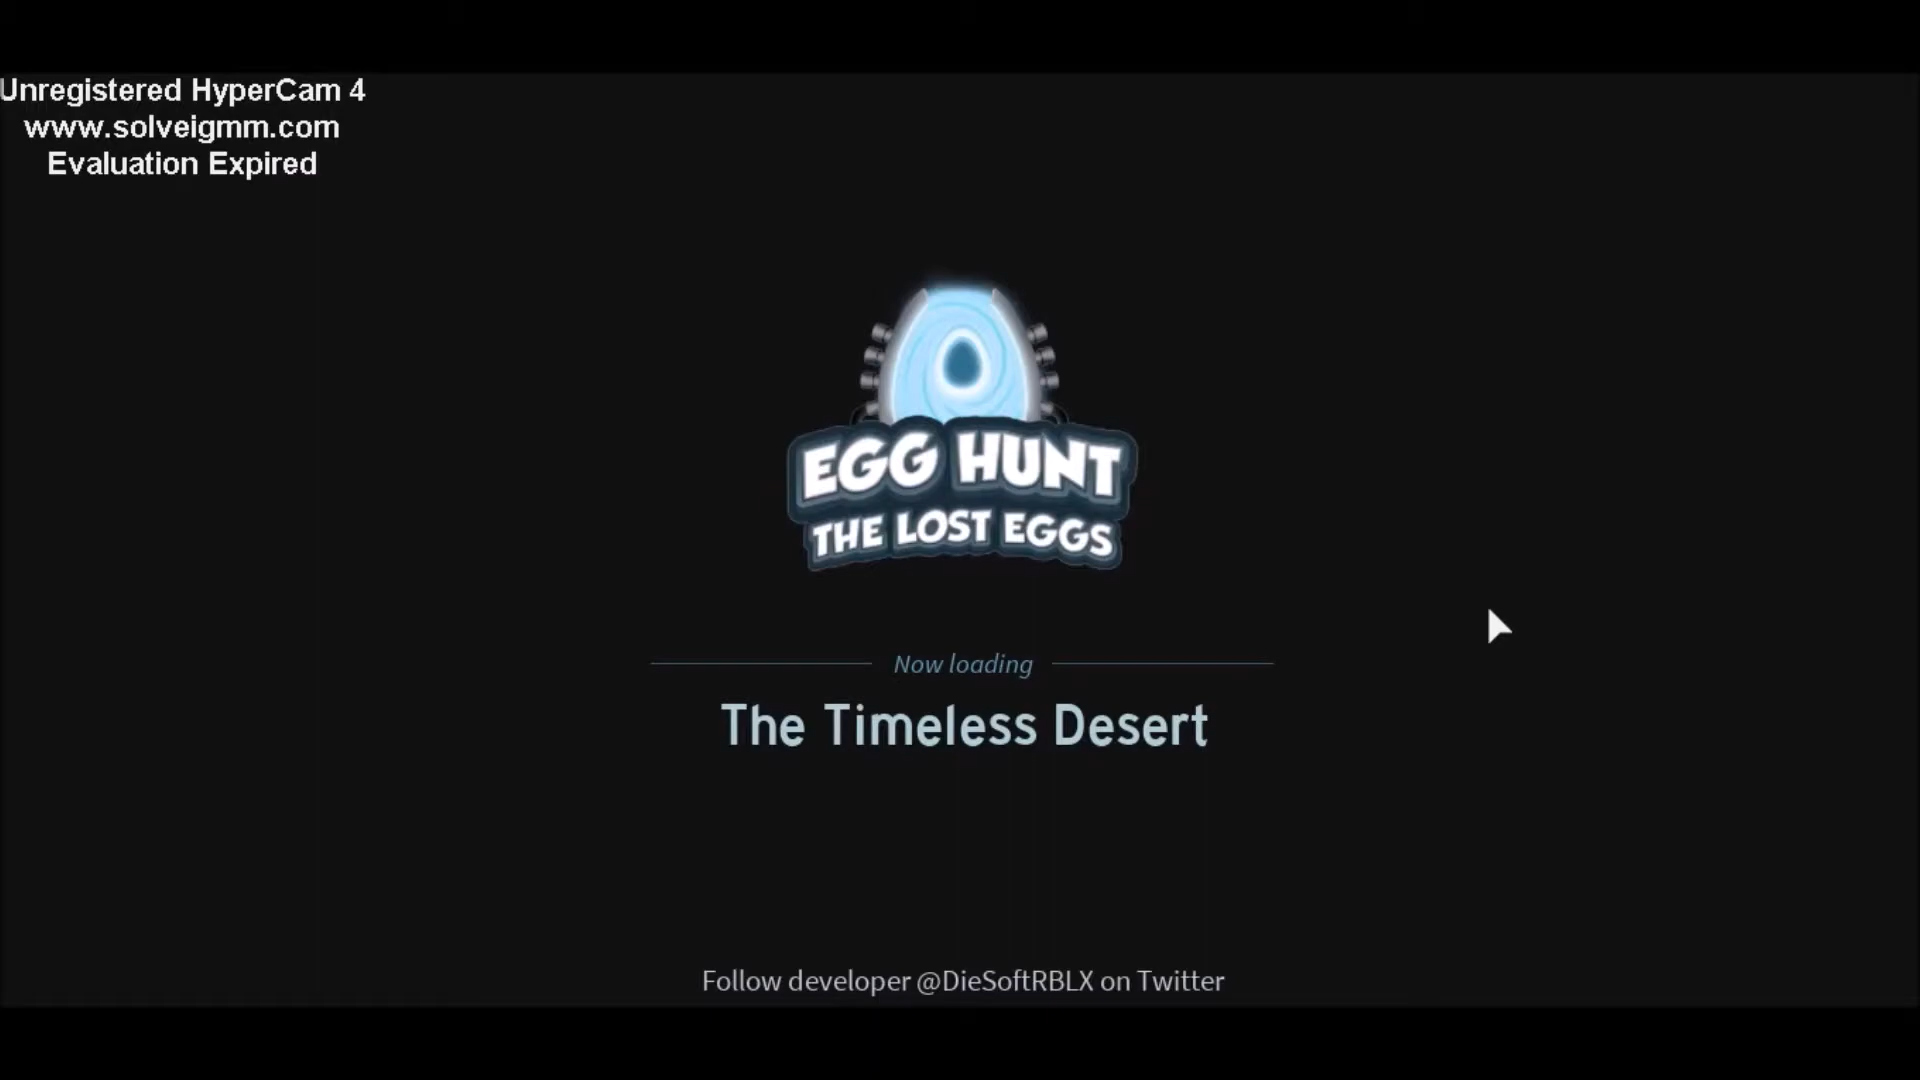 Unregistered HyperCam 4
www.solveigmm.com
Evaluation Expired
EGG HUNT
THE LOST EGGS
Now loading
The Timeless Desert
Follow developer @DieSoftRBLX on Twitter